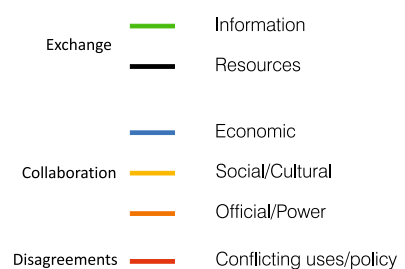 Exchange
Information
Resources
Collaboration
Economic
Social/Cultural
Official/Power
Disagreements
Conflicting uses/policy